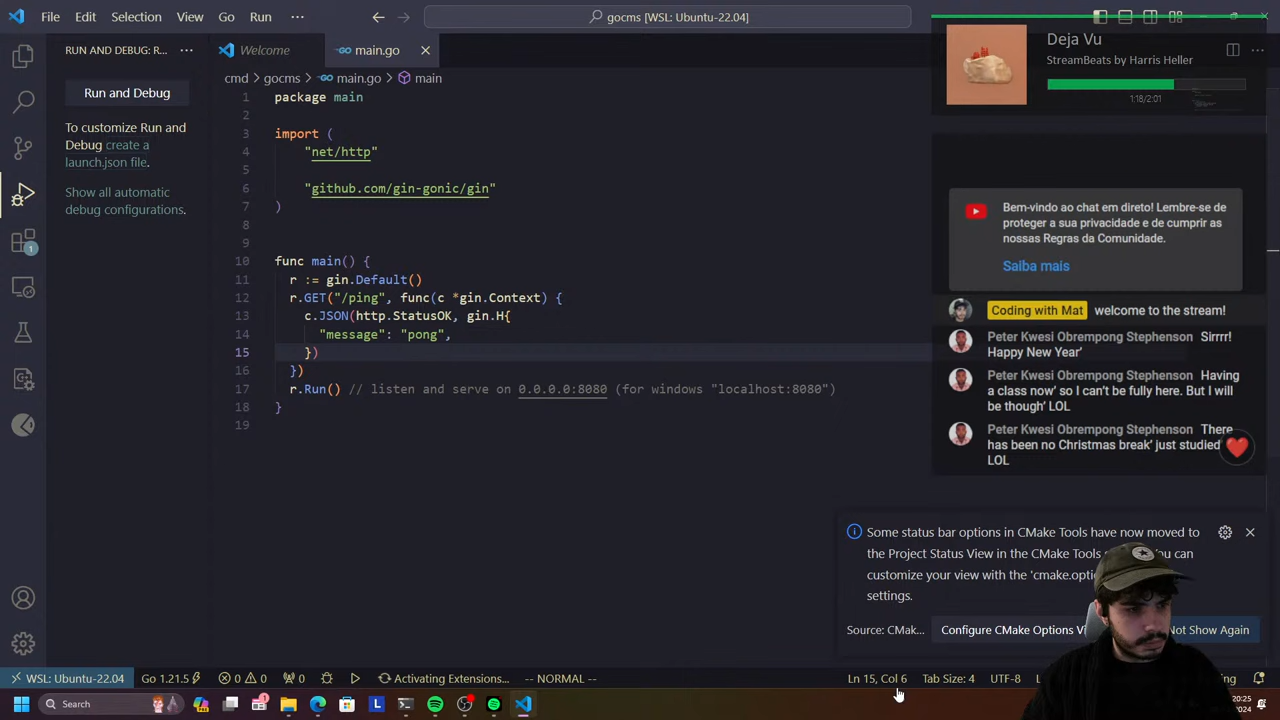 File Edit Selection View Go Run ··· gocms [WSL: Ubuntu-22.04]
RUN AND DEBUG: R... ···
Run and Debug
To customize Run and
Debug create a
launch.json file.
Show all automatic
debug configurations.
1
Welcome main.go
cmd > gocms > main.go > main
1 package main
2
3 import (
4 "net/http"
5
6 "github.com/gin-gonic/gin"
7 )
8
9
10 func main() {
11 r := gin.Default()
12 r.GET("/ping", func(c *gin.Context) {
13 c.JSON(http.StatusOK, gin.H{
14 "message": "pong",
15 })
16 })
17 r.Run() // listen and serve on 0.0.0.0:8080 (for windows "localhost:8080")
18 }
19
Deja Vu
StreamBeats by Harris Heller
1:18/2:01
Bem-vindo ao chat em direto! Lembre-se de
proteger a sua privacidade e de cumprir as
nossas Regras da Comunidade.
Saiba mais
Coding with Mat welcome to the stream!
Peter Kwesi Obrempong Stephenson Sirrr!
Happy New Year'
Peter Kwesi Obrempong Stephenson Having
a class now' so I can't be fully here. But I will
be though' LOL
Peter Kwesi Obrempong Stephenson There
has been no Christmas break' just studied
LOL
Some status bar options in CMake Tools have now moved to
the Project Status View in the CMake Tools You can
customize your view with the 'cmake.opti
settings.
Source: CMak... Configure CMake Options Vi Not Show Again
WSL: Ubuntu-22.04 Go 1.21.5 0 0 0 Activating Extensions... -- NORMAL -- Ln 15, Col 6 Tab Size: 4 UTF-8
Search L 20:25